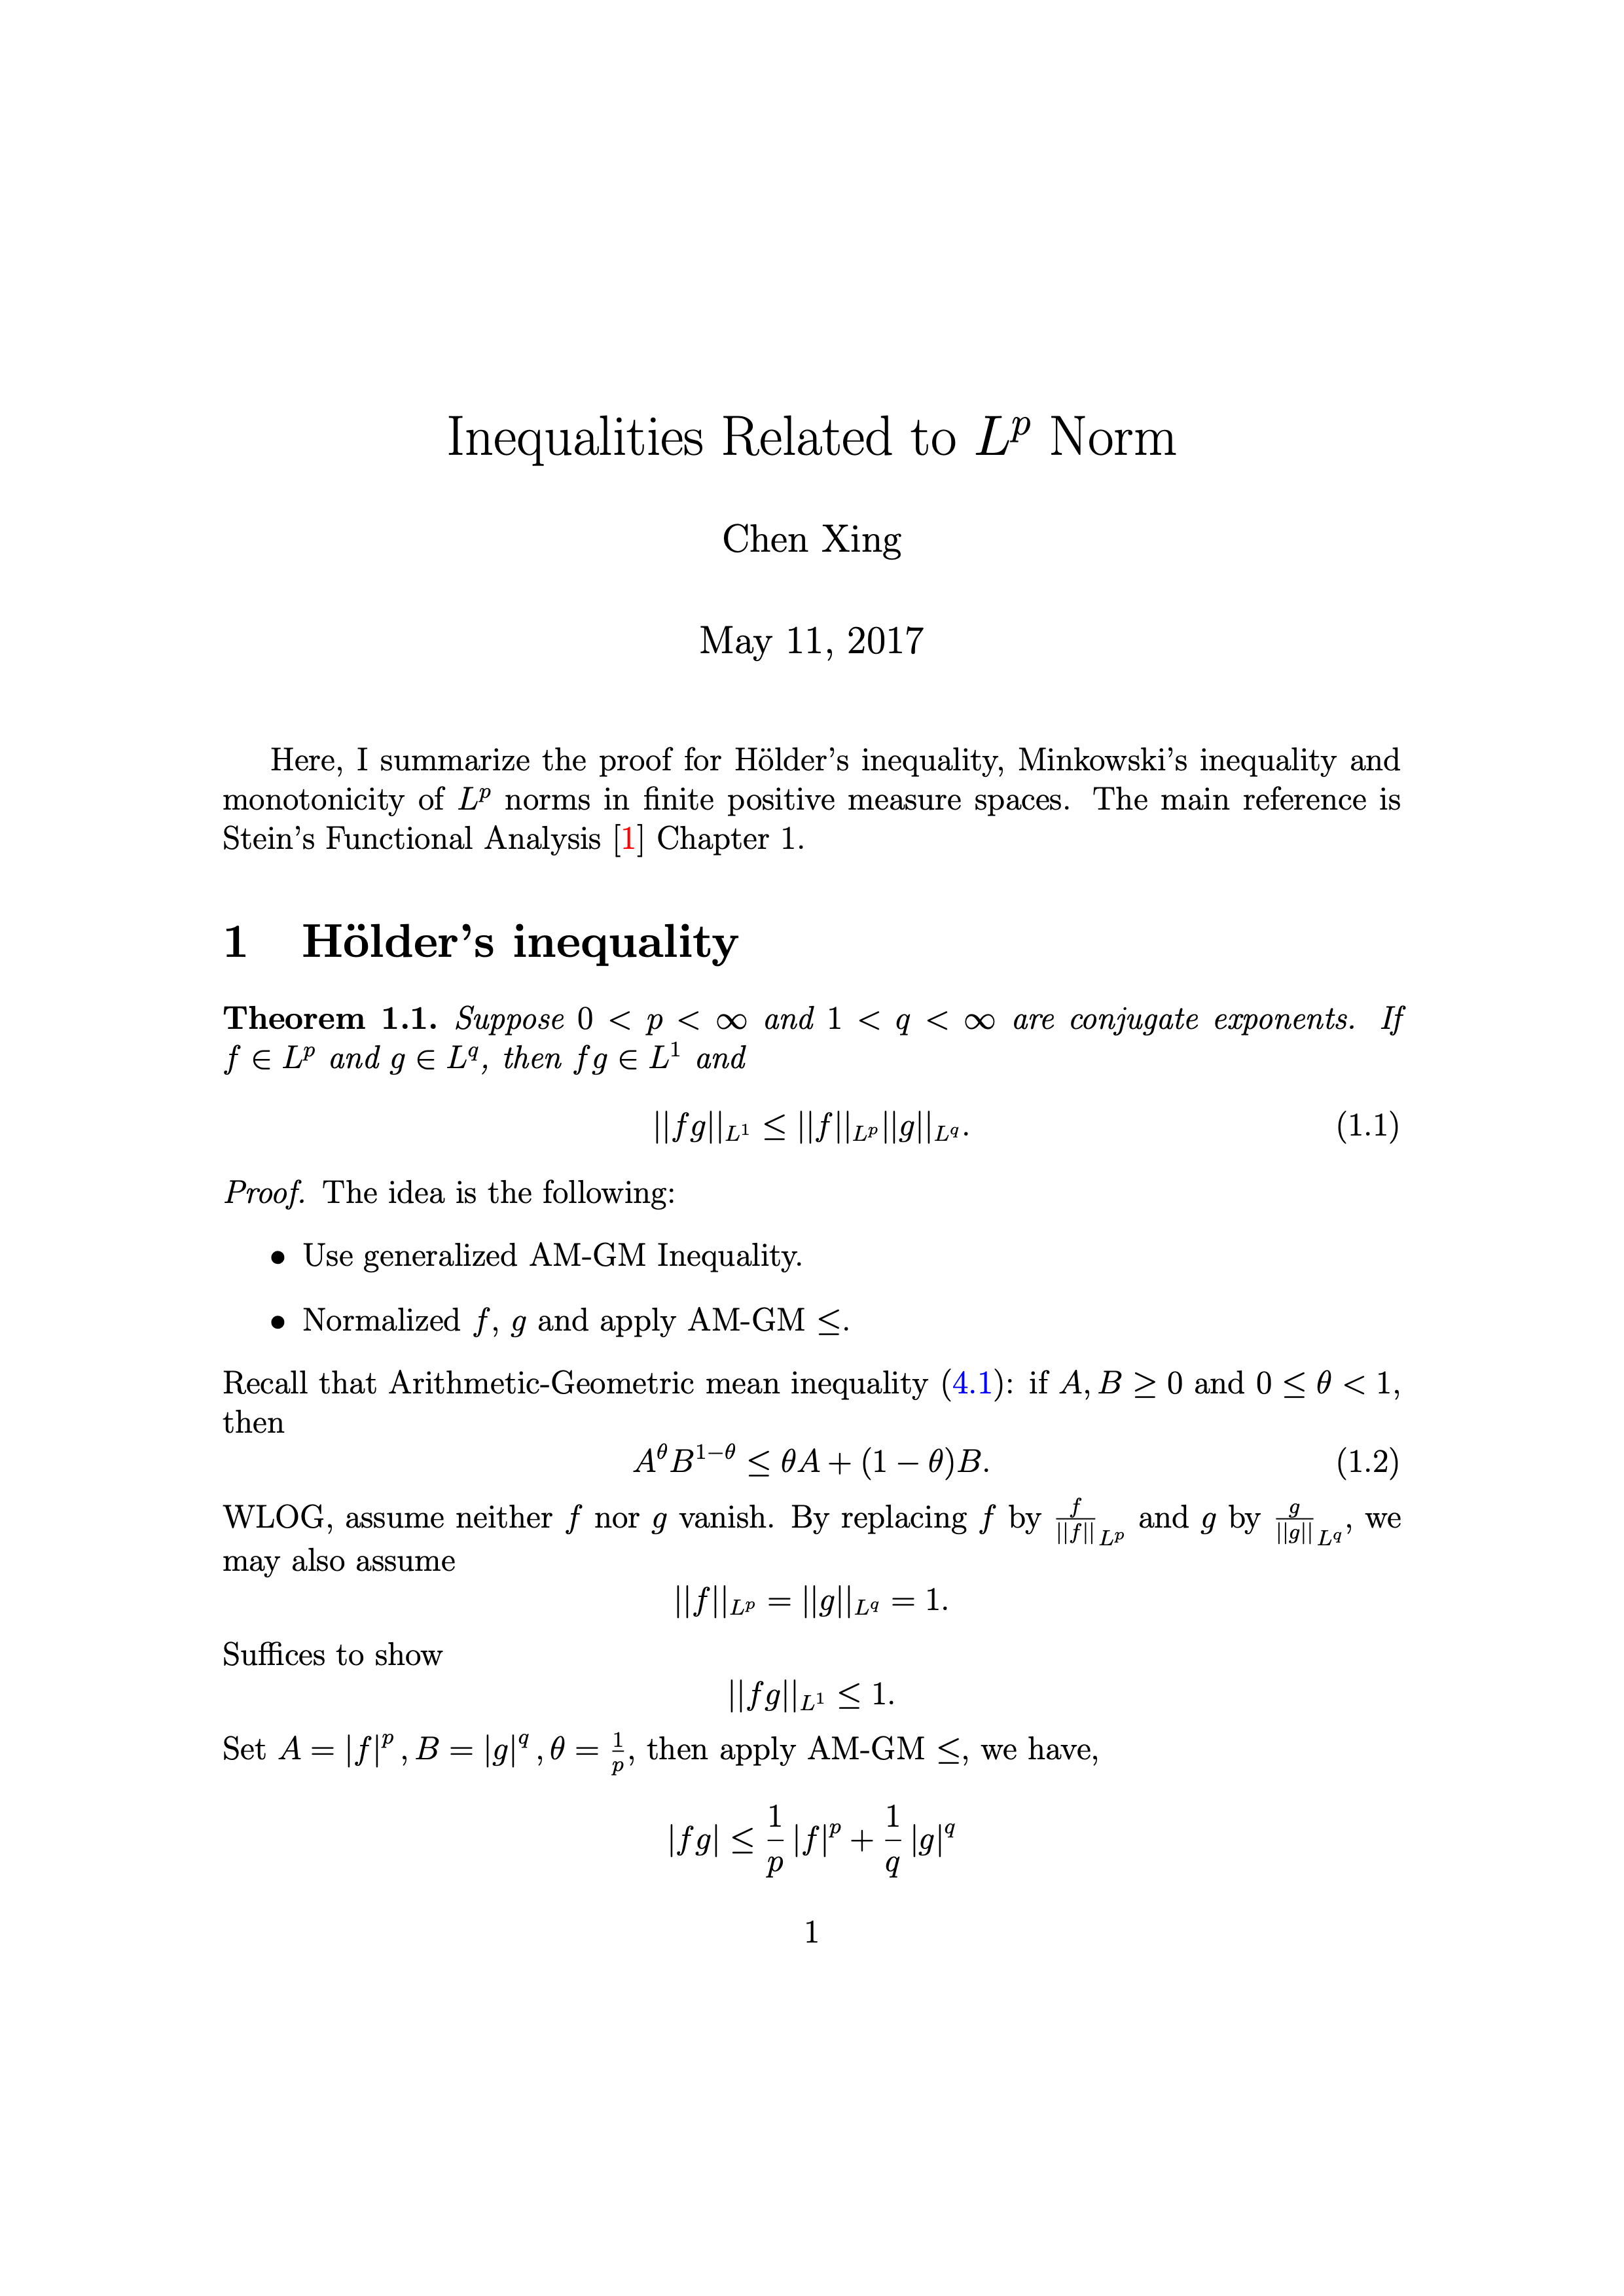 Inequalities Related to $L^p$ Norm
Chen Xing
May 11, 2017
Here, I summarize the proof for Hölder's inequality, Minkowski's inequality and
monotonicity of $L^p$ norms in finite positive measure spaces. The main reference is
Stein's Functional Analysis [1] Chapter 1.
1 Hölder's inequality
Theorem 1.1. Suppose $0 < p < \infty$ and $1 < q < \infty$ are conjugate exponents. If
$f \in L^p$ and $g \in L^q$, then $fg \in L^1$ and
$||fg||_{L^1} \leq ||f||_{L^p}||g||_{L^q}.$ (1.1)
Proof. The idea is the following:
• Use generalized AM-GM Inequality.
• Normalized $f$, $g$ and apply AM-GM $\leq$.
Recall that Arithmetic-Geometric mean inequality (4.1): if $A, B \geq 0$ and $0 \leq \theta < 1$,
then
$A^\theta B^{1-\theta} \leq \theta A + (1 - \theta)B.$ (1.2)
WLOG, assume neither $f$ nor $g$ vanish. By replacing $f$ by $\frac{f}{||f||}_{L^p}$ and $g$ by $\frac{g}{||g||}_{L^q}$, we
may also assume
$||f||_{L^p} = ||g||_{L^q} = 1.$
Suffices to show
$||fg||_{L^1} \leq 1.$
Set $A = |f|^p, B = |g|^q, \theta = \frac{1}{p}$, then apply AM-GM $\leq$, we have,
$|fg| \leq \frac{1}{p}|f|^p + \frac{1}{q}|g|^q$
1